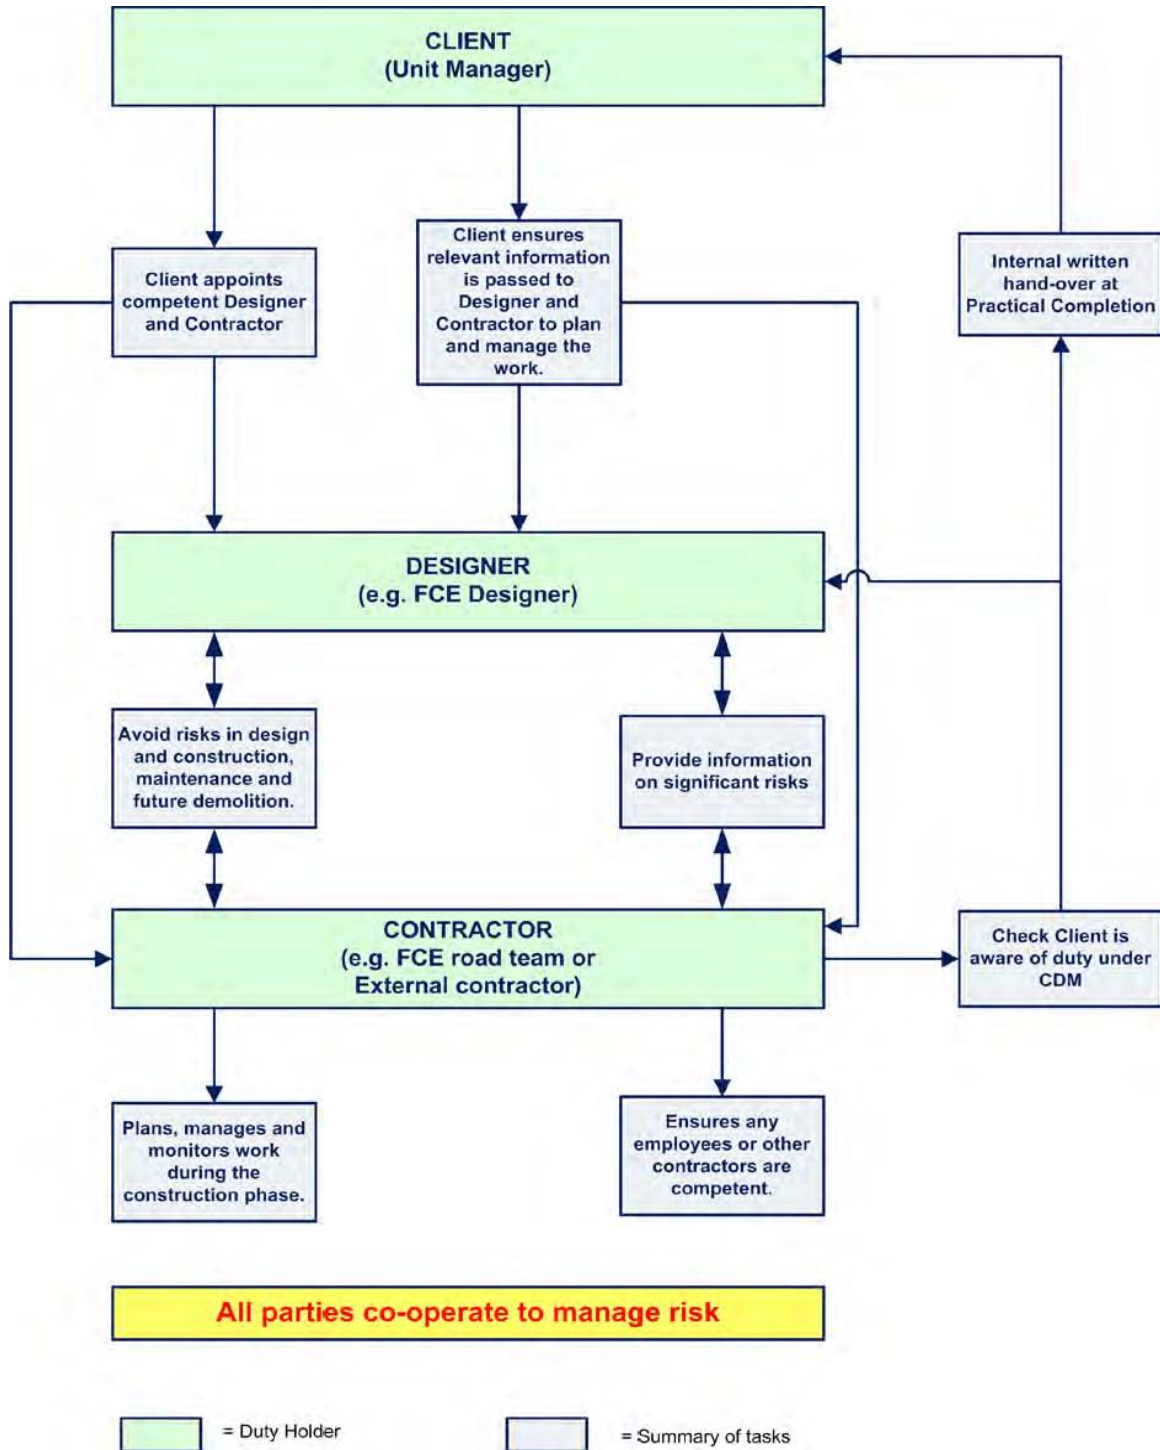 CLIENT
(Unit Manager)
Client appoints
competent Designer
and Contractor
Client ensures
relevant information
is passed to
Designer and
Contractor to plan
and manage the
work.
Internal written
hand-over at
Practical Completion
DESIGNER
(e.g. FCE Designer)
Avoid risks in design
and construction,
maintenance and
future demolition.
Provide information
on significant risks
CONTRACTOR
(e.g. FCE road team or
External contractor)
Check Client is
aware of duty under
CDM
Plans, manages and
monitors work
during the
construction phase.
Ensures any
employees or other
contractors are
competent.
All parties co-operate to manage risk
= Duty Holder
= Summary of tasks